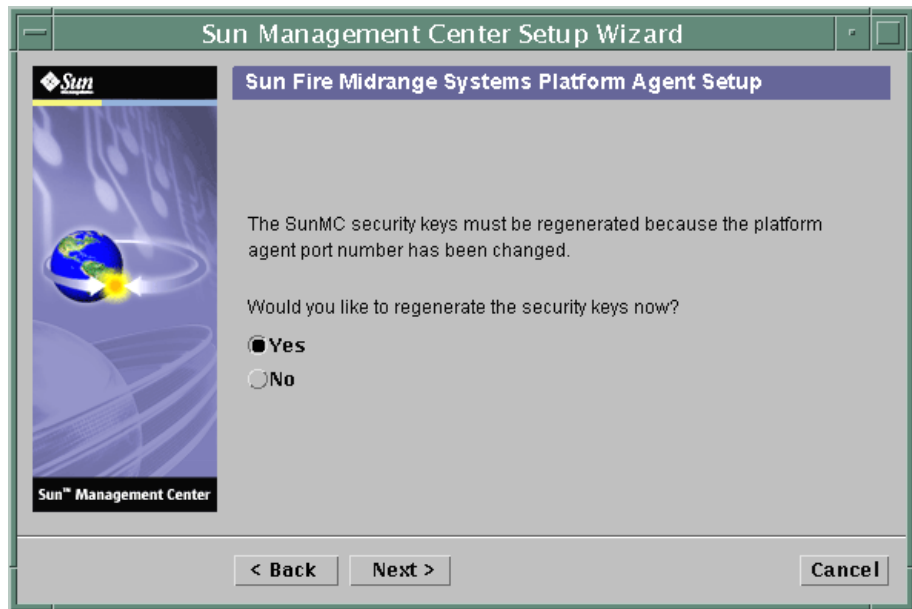 Sun Management Center Setup Wizard
Sun
Sun Fire Midrange Systems Platform Agent Setup
The SunMC security keys must be regenerated because the platform
agent port number has been changed.
Would you like to regenerate the security keys now?
Yes
No
Sun™ Management Center
< Back
Next >
Cancel